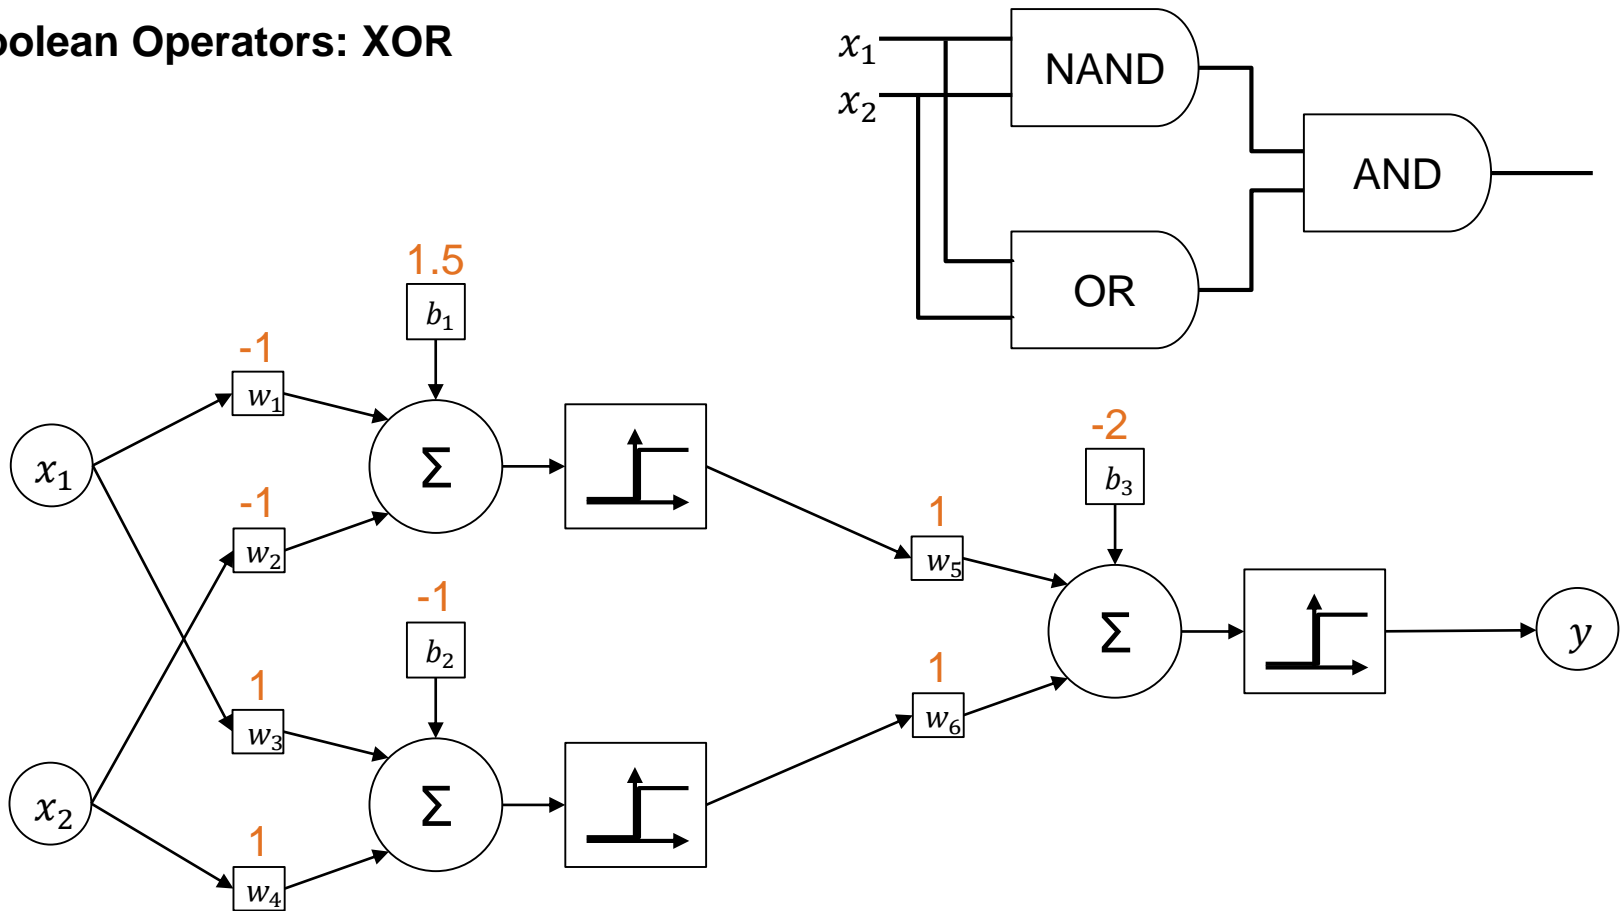 oolean Operators: XOR
x₁
x₂
NAND
OR
AND
1.5
b₁
-1
w₁
x₁
Σ
-1
w₂
-1
b₂
1
w₃
x₂
Σ
1
w₄
-2
b₃
1
w₅
Σ
1
w₆
y